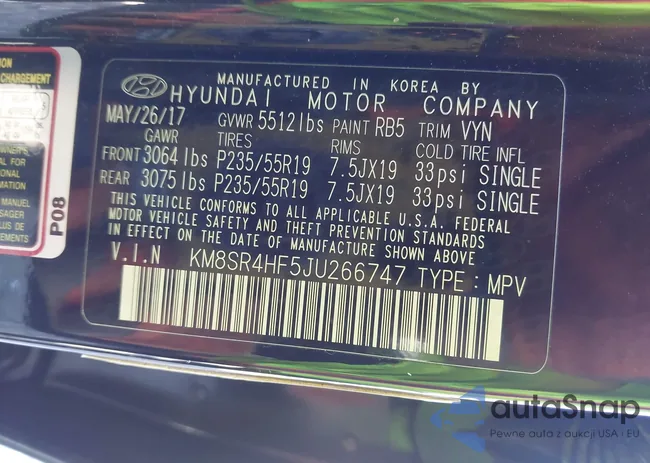 MANUFACTURED IN KOREA BY
HYUNDAI MOTOR COMPANY
MAY/26/17 GVWR 5512lbs PAINT RB5 TRIM VYN
GAWR TIRES RIMS COLD TIRE INFL
FRONT 3064lbs P235/55R19 7.5JX19 33psi SINGLE
REAR 3075lbs P235/55R19 7.5JX19 33psi SINGLE
THIS VEHICLE CONFORMS TO ALL APPLICABLE U.S.A. FEDERAL
MOTOR VEHICLE SAFETY AND THEFT PREVENTION STANDARDS
IN EFFECT ON THE DATE OF MANUFACTURE SHOWN ABOVE.
V.I.N KM8SR4HF5JU266747 TYPE : MPV
P08
CHARGEMENT
autoSnap
Pewne auta z aukcji USA i EU